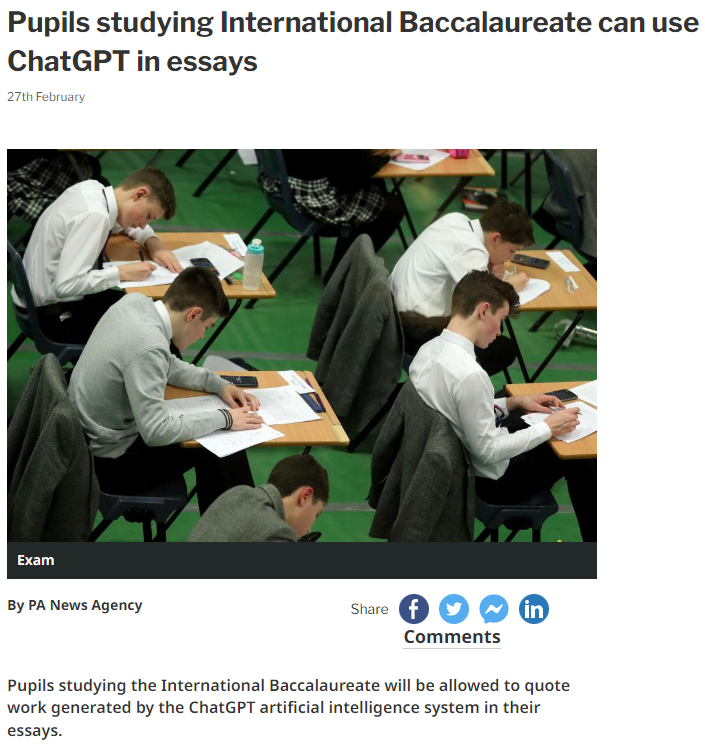 Pupils studying International Baccalaureate can use
ChatGPT in essays
27th February
Exam
By PA News Agency
Share
Comments
Pupils studying the International Baccalaureate will be allowed to quote
work generated by the ChatGPT artificial intelligence system in their
essays.